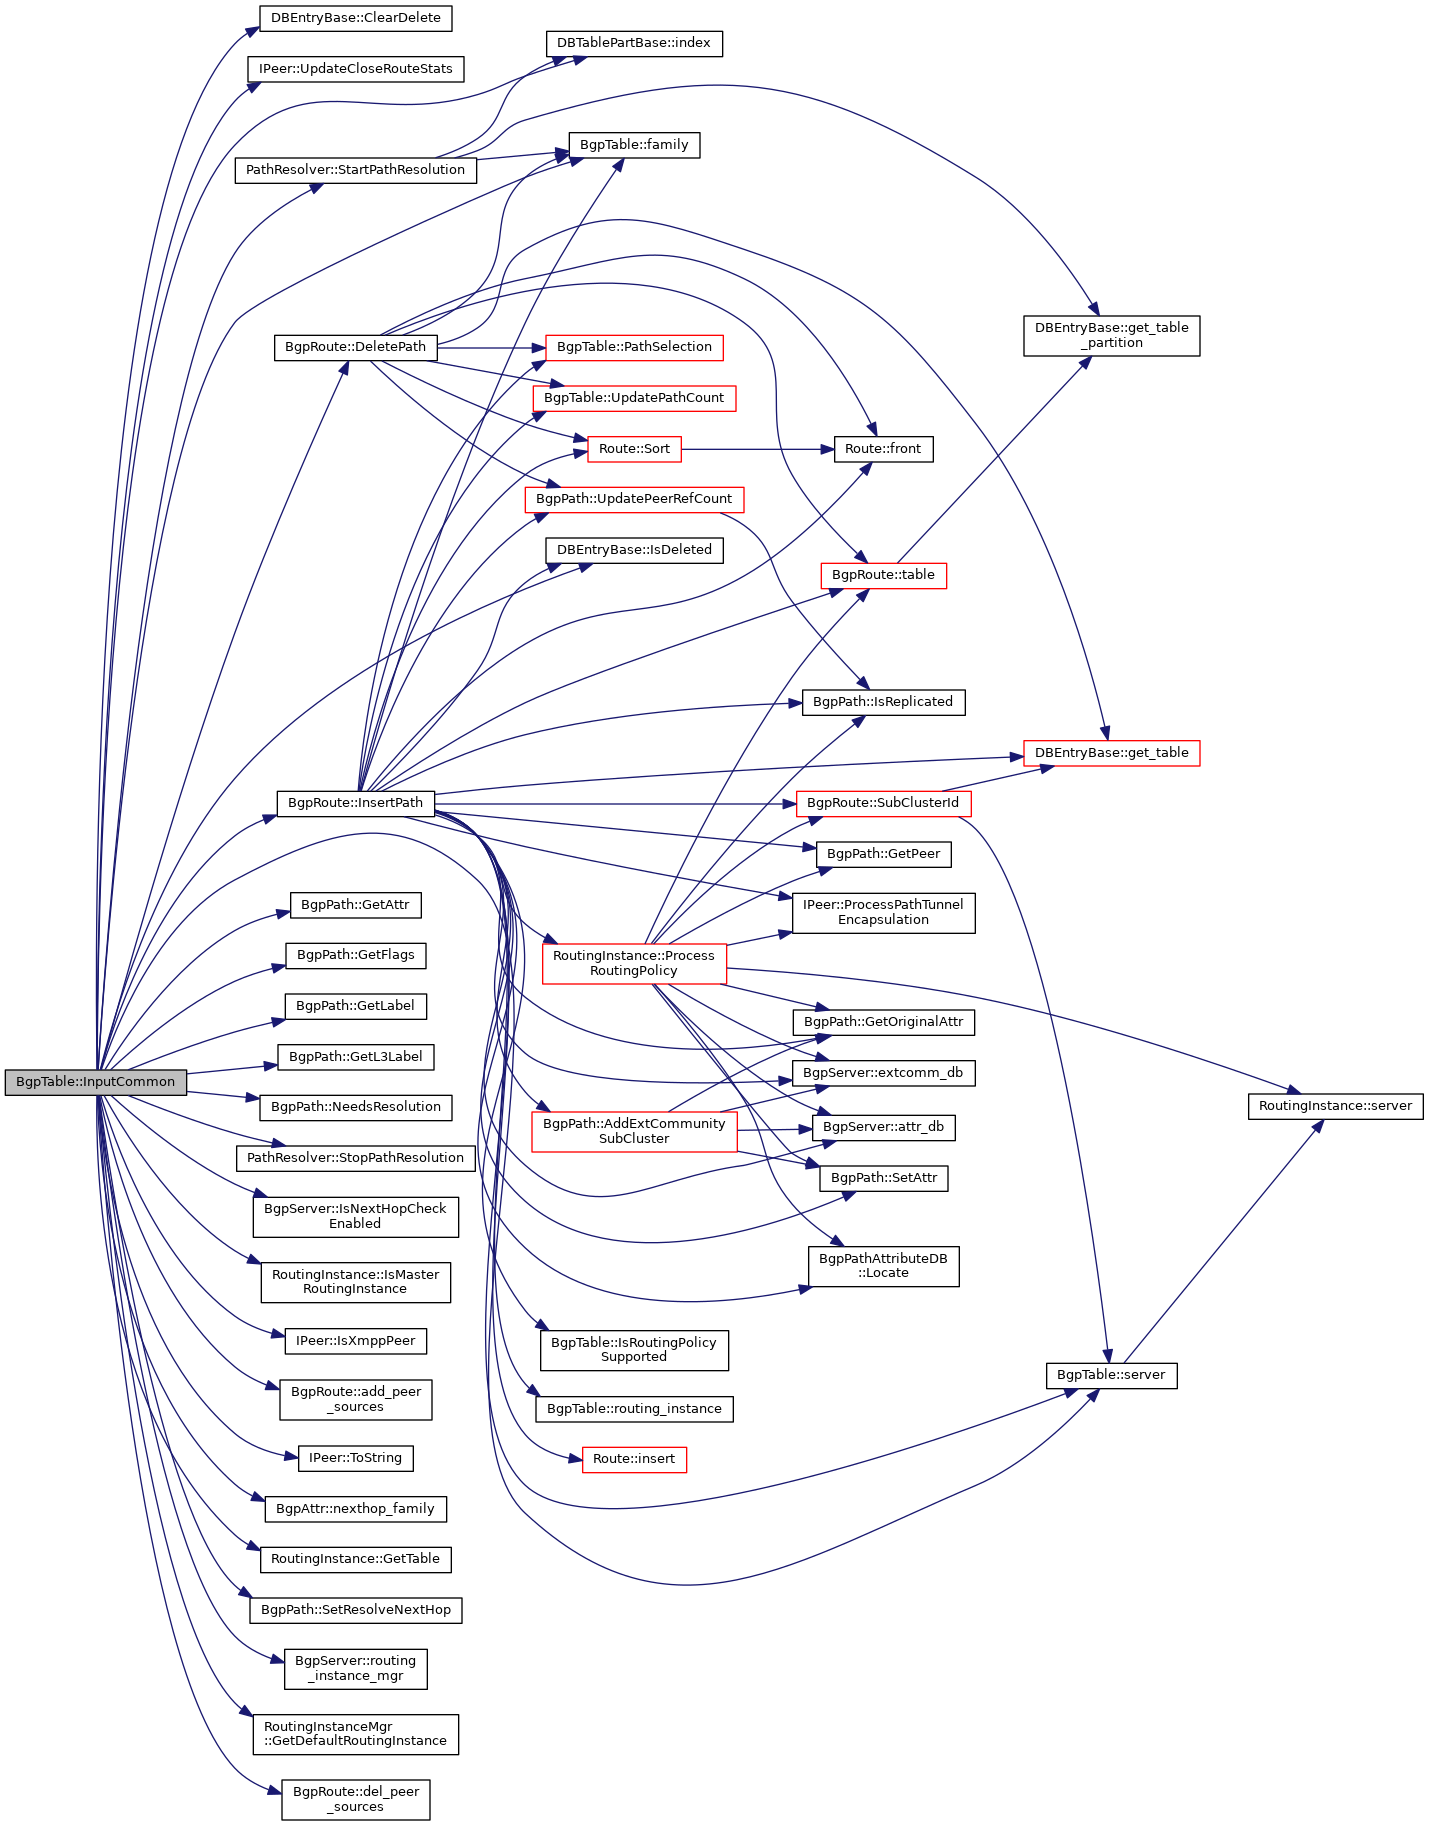 DBEntryBase::ClearDelete
DBTablePartBase::index
IPeer::UpdateCloseRouteStats
BgpTable::family
PathResolver::StartPathResolution
DBEntryBase::get_table
_partition
BgpRoute::DeletePath
BgpTable::PathSelection
BgpTable::UpdatePathCount
Route::Sort
Route::front
BgpPath::UpdatePeerRefCount
DBEntryBase::IsDeleted
BgpRoute::table
BgpPath::IsReplicated
DBEntryBase::get_table
BgpRoute::InsertPath
BgpRoute::SubClusterId
BgpPath::GetPeer
BgpPath::GetAttr
IPeer::ProcessPathTunnel
Encapsulation
BgpPath::GetFlags
RoutingInstance::Process
RoutingPolicy
BgpPath::GetLabel
BgpPath::GetOriginalAttr
BgpPath::GetL3Label
BgpServer::extcomm_db
BgpTable::InputCommon
BgpPath::NeedsResolution
RoutingInstance::server
BgpPath::AddExtCommunity
SubCluster
BgpServer::attr_db
PathResolver::StopPathResolution
BgpPath::SetAttr
BgpServer::IsNextHopCheck
Enabled
BgpPathAttributeDB
::Locate
RoutingInstance::IsMaster
RoutingInstance
IPeer::IsXmppPeer
BgpTable::IsRoutingPolicy
Supported
BgpTable::server
BgpRoute::add_peer
_sources
BgpTable::routing_instance
IPeer::ToString
Route::insert
BgpAttr::nexthop_family
RoutingInstance::GetTable
BgpPath::SetResolveNextHop
BgpServer::routing
_instance_mgr
RoutingInstanceMgr
::GetDefaultRoutingInstance
BgpRoute::del_peer
_sources